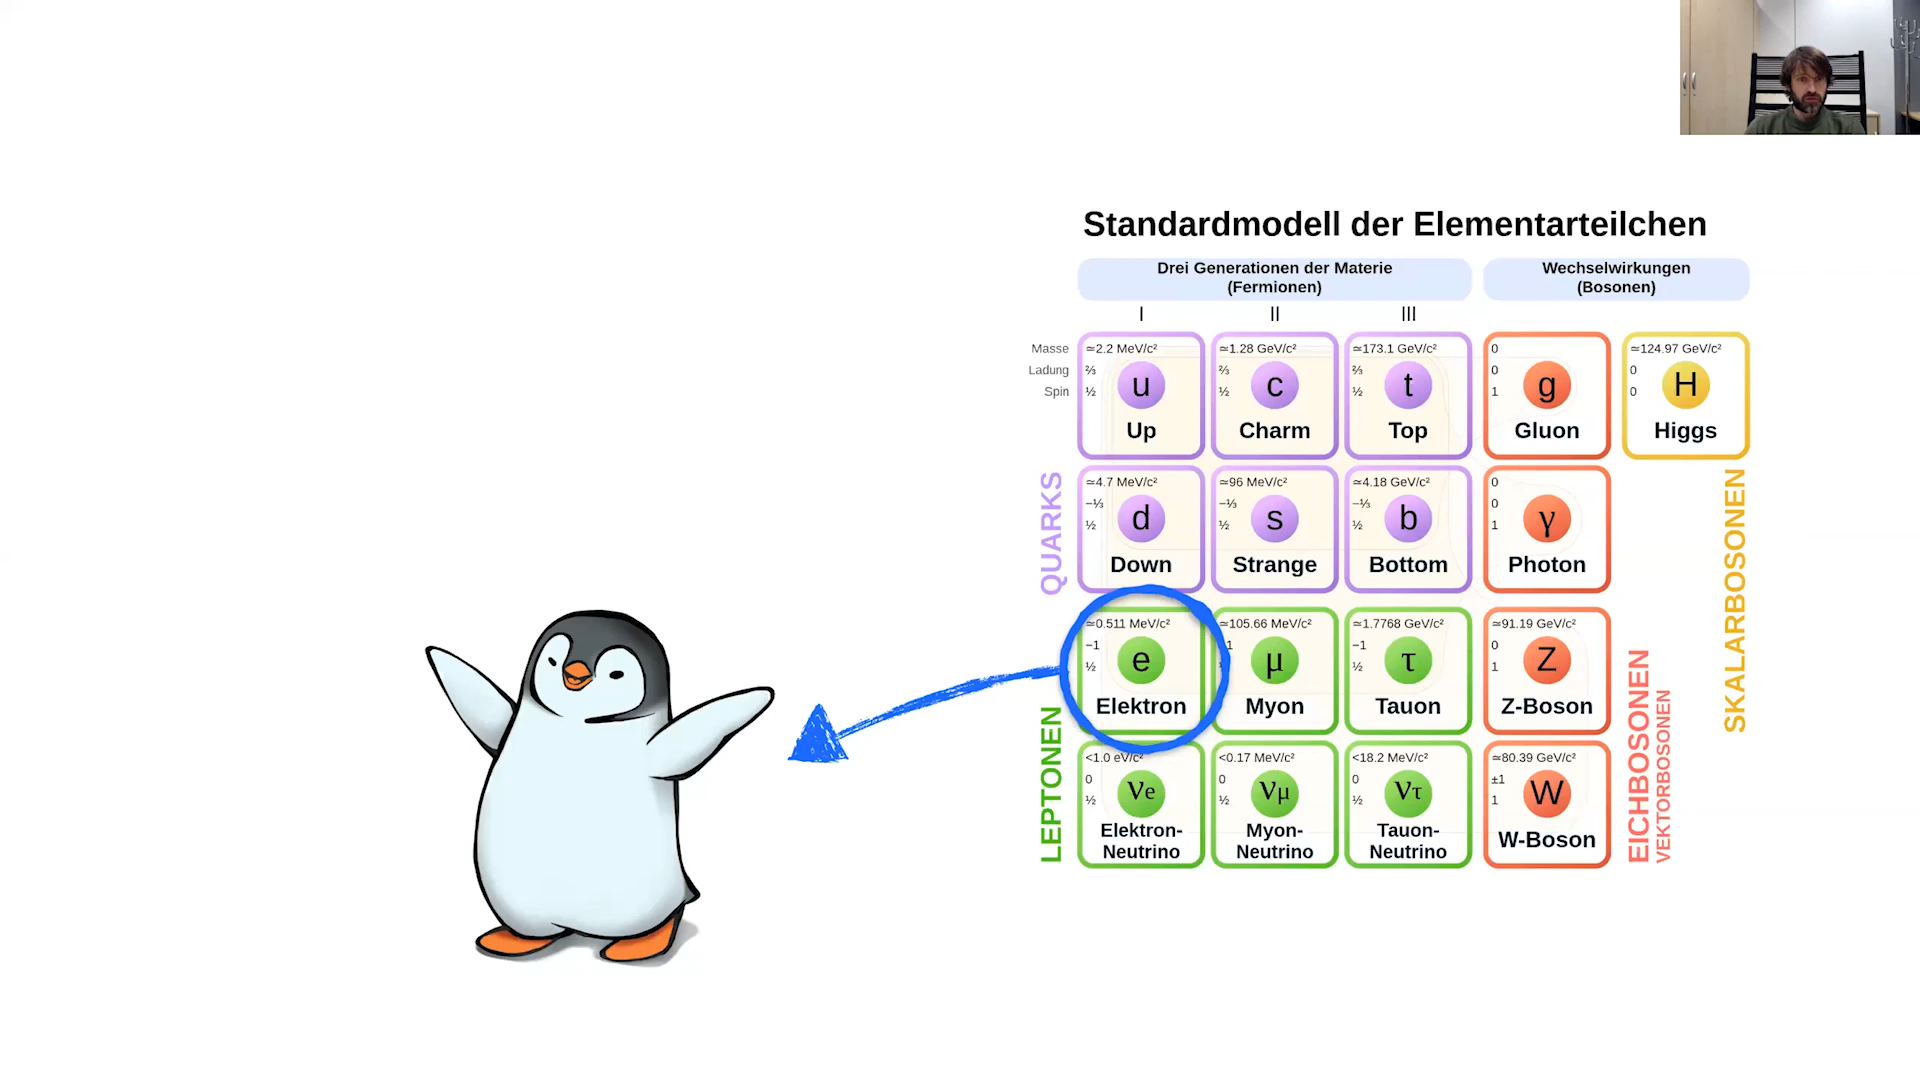 Standardmodell der Elementarteilchen
Drei Generationen der Materie
(Fermionen)
Wechselwirkungen
(Bosonen)
I
II
III
Masse
Ladung
Spin
≃2.2 MeV/c²
⅔
½
u
Up
≃1.28 GeV/c²
⅔
½
c
Charm
≃173.1 GeV/c²
⅔
½
t
Top
0
0
1
g
Gluon
≃124.97 GeV/c²
0
0
H
Higgs
QUARKS
≃4.7 MeV/c²
−⅓
½
d
Down
≃96 MeV/c²
−⅓
½
s
Strange
≃4.18 GeV/c²
−⅓
½
b
Bottom
0
0
1
γ
Photon
SKALARBOSONEN
LEPTONEN
≃0.511 MeV/c²
−1
½
e
Elektron
≃105.66 MeV/c²
μ
Myon
≃1.7768 GeV/c²
−1
½
τ
Tauon
≃91.19 GeV/c²
0
1
Z
Z-Boson
<1.0 eV/c²
0
½
νe
Elektron-
Neutrino
<0.17 MeV/c²
0
½
νμ
Myon-
Neutrino
<18.2 MeV/c²
0
½
ντ
Tauon-
Neutrino
≃80.39 GeV/c²
±1
1
W
W-Boson
EICHBOSONEN
VEKTORBOSONEN